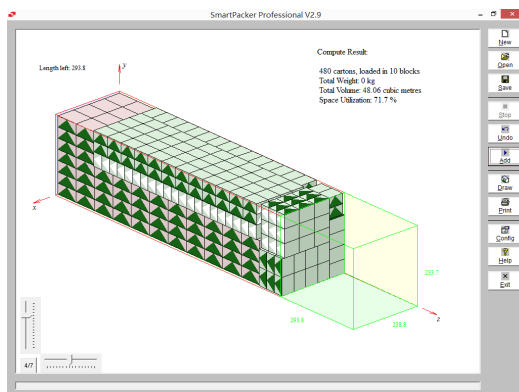 SmartPacker Professional V2.9
Length left: 293.8
y
Compute Result:
480 cartons, loaded in 10 blocks
Total Weight: 0 kg
Total Volume: 48.06 cubic metres
Space Utilization: 71.7 %
x
z
293.8
238.8
4/7
New
Open
Save
Stop
Undo
Add
Draw
Print
Config
Help
Exit